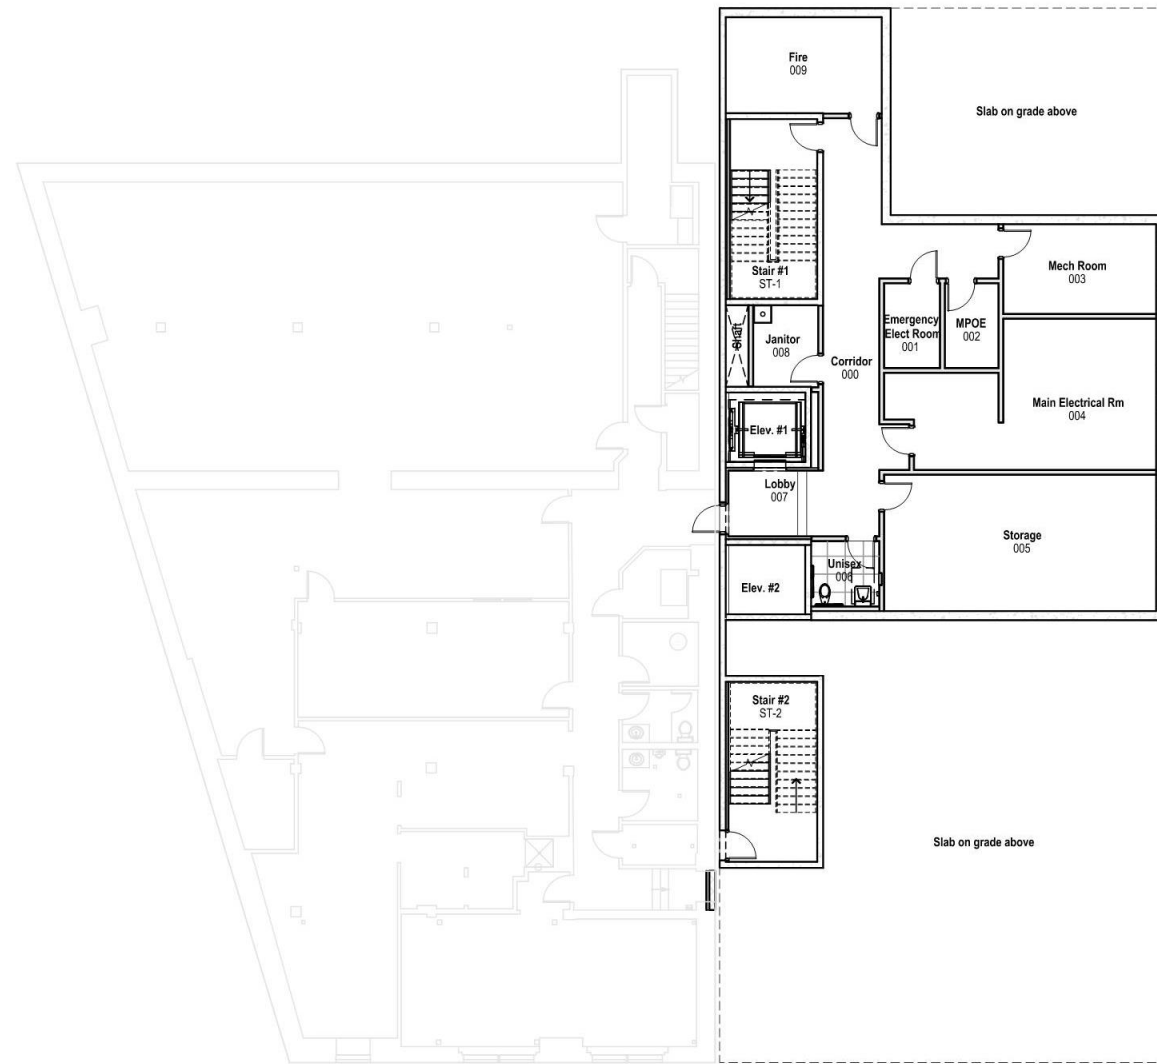 Fire
009
Slab on grade above
Stair #1
ST-1
Mech Room
003
Emergency
Elect Room
001
MPOE
002
Shaft
Janitor
008
Corridor
000
Main Electrical Rm
004
Elev. #1
Lobby
007
Storage
005
Unisex
006
Elev. #2
Stair #2
ST-2
Slab on grade above